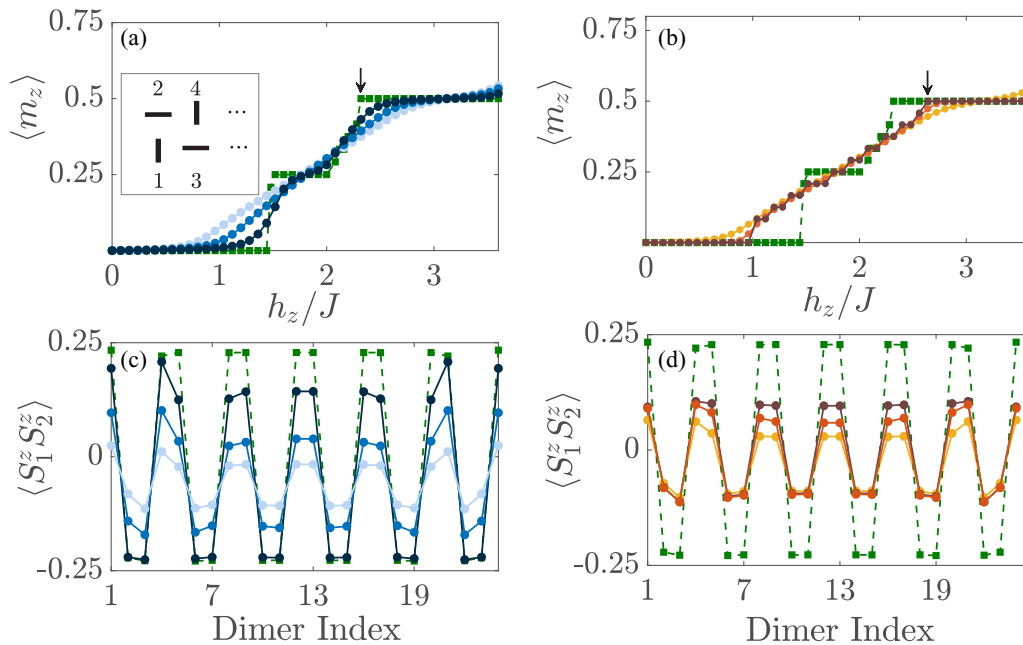 (a)
0.75
0.5
0.25
⟨m_z⟩
2 4
...
...
1 3
0 1 2 3
h_z/J
(b)
0.75
0.5
0.25
⟨m_z⟩
0 1 2 3
h_z/J
(c)
0.25
0
-0.25
⟨S_1^z S_2^z⟩
1 7 13 19
Dimer Index
(d)
0.25
0
-0.25
⟨S_1^z S_2^z⟩
1 7 13 19
Dimer Index